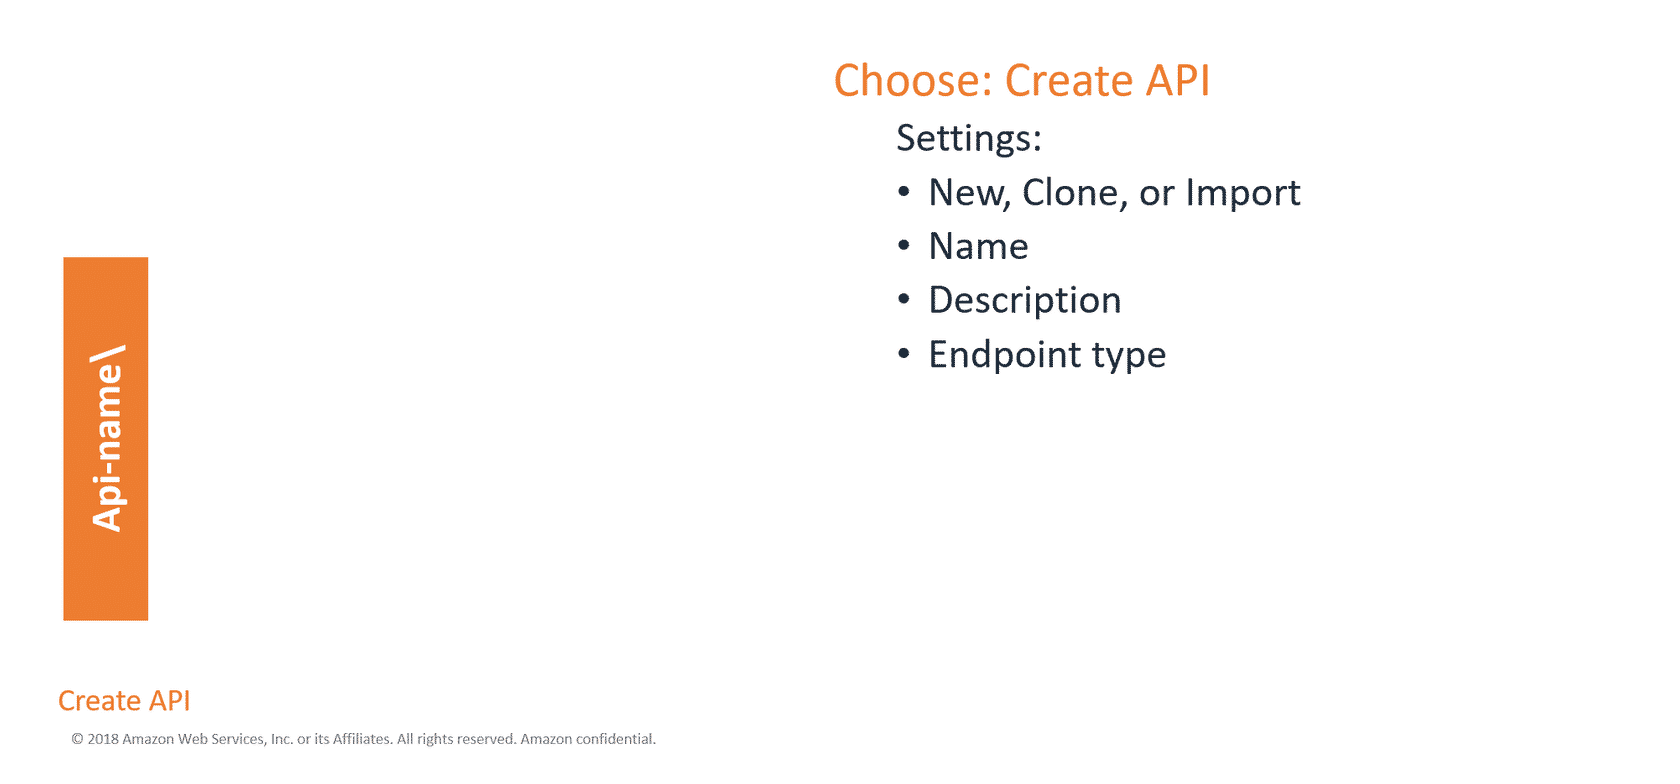 Choose: Create API
Settings:
• New, Clone, or Import
• Name
• Description
• Endpoint type
Api-name\
Create API
© 2018 Amazon Web Services, Inc. or its Affiliates. All rights reserved. Amazon confidential.